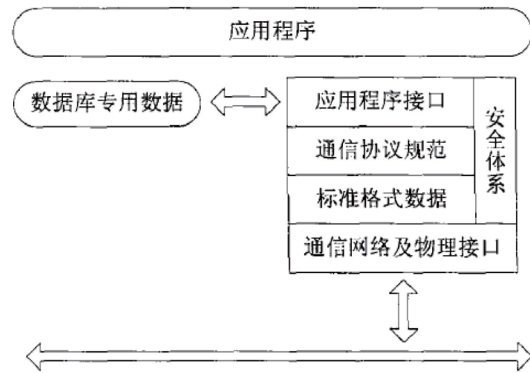 应用程序
数据库专用数据
应用程序接口
通信协议规范
标准格式数据
安全体系
通信网络及物理接口